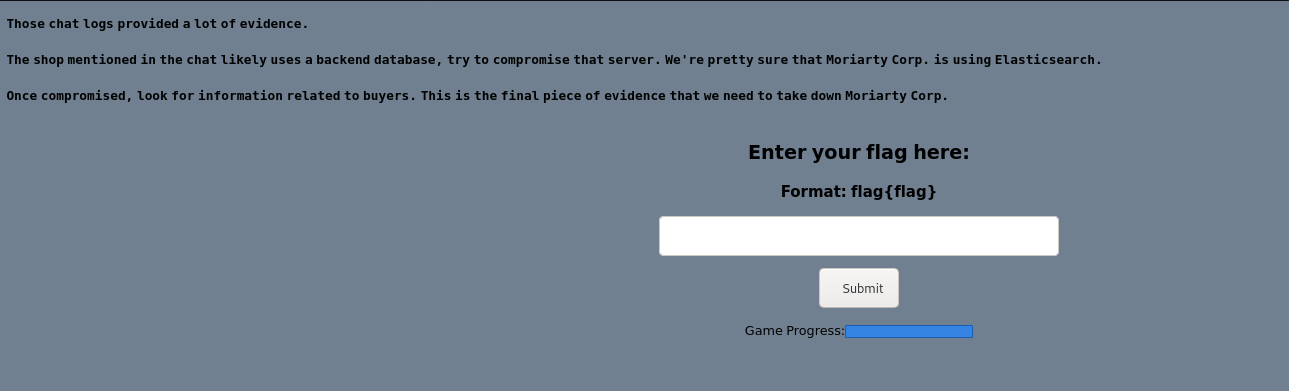 Those chat logs provided a lot of evidence.
The shop mentioned in the chat likely uses a backend database, try to compromise that server. We're pretty sure that Moriarty Corp. is using Elasticsearch.
Once compromised, look for information related to buyers. This is the final piece of evidence that we need to take down Moriarty Corp.
Enter your flag here:
Format: flag{flag}
Submit
Game Progress: